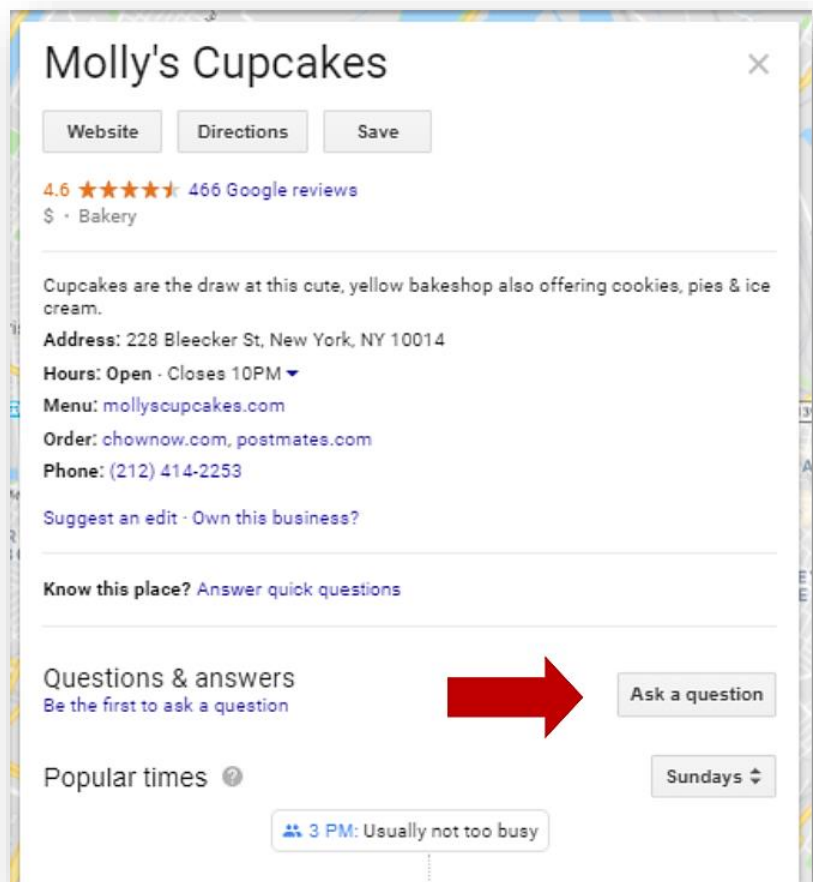 Molly's Cupcakes
Website Directions Save
4.6 466 Google reviews
$ · Bakery
Cupcakes are the draw at this cute, yellow bakeshop also offering cookies, pies & ice
cream.
Address: 228 Bleecker St, New York, NY 10014
Hours: Open · Closes 10PM
Menu: mollyscupcakes.com
Order: chownow.com, postmates.com
Phone: (212) 414-2253
Suggest an edit · Own this business?
Know this place? Answer quick questions
Questions & answers
Be the first to ask a question
Ask a question
Popular times ?
Sundays
3 PM: Usually not too busy